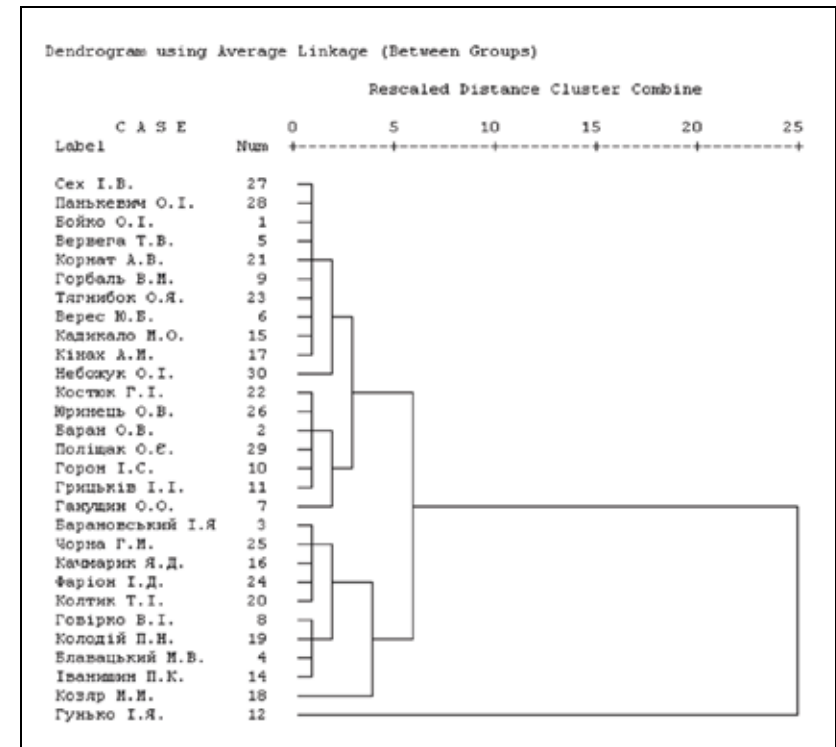 Dendrogram using Average Linkage (Between Groups)
Rescaled Distance Cluster Combine
C A S E 0 5 10 15 20 25
Label Num +---------+---------+---------+---------+---------+
Сех І.В. 27
Панькевич О.І. 28
Бойко О.І. 1
Вервега Т.В. 5
Корнат А.В. 21
Горбаль В.М. 9
Тягнибок О.Я. 23
Верес Ю.Б. 6
Кадикало М.О. 15
Кінах А.М. 17
Небожук О.І. 30
Костюк Г.І. 22
Юринець О.В. 26
Баран О.В. 2
Поліщак О.Є. 29
Горон І.С. 10
Грицьків І.І. 11
Ганущин О.О. 7
Барановський І.Я 3
Чорна Г.М. 25
Качмарик Я.Д. 16
Фаріон І.Д. 24
Колтик Т.І. 20
Говірко В.І. 8
Колодій П.Н. 19
Блавацький М.В. 4
Іванишин П.К. 14
Козяр М.М. 18
Гунько І.Я. 12